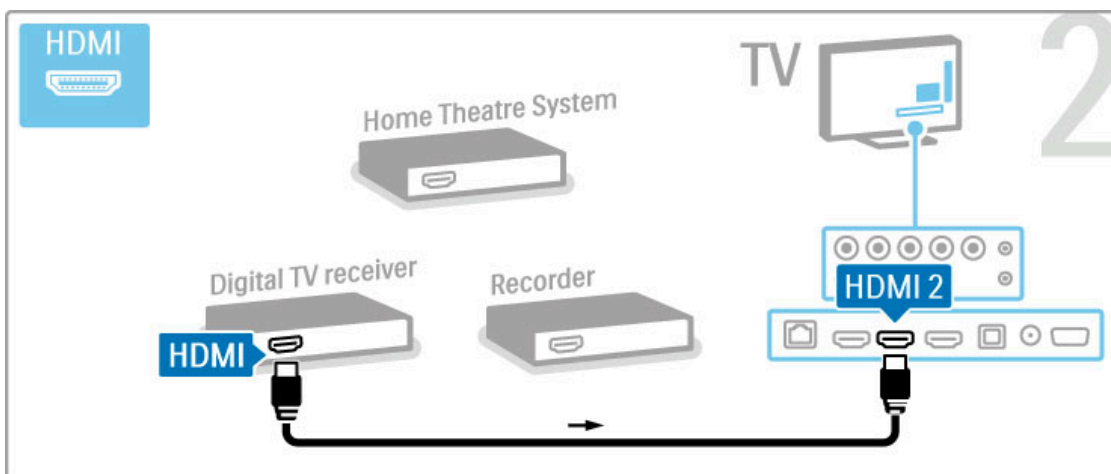 HDMI
TV
2
Home Theatre System
Digital TV receiver
Recorder
HDMI 2
HDMI